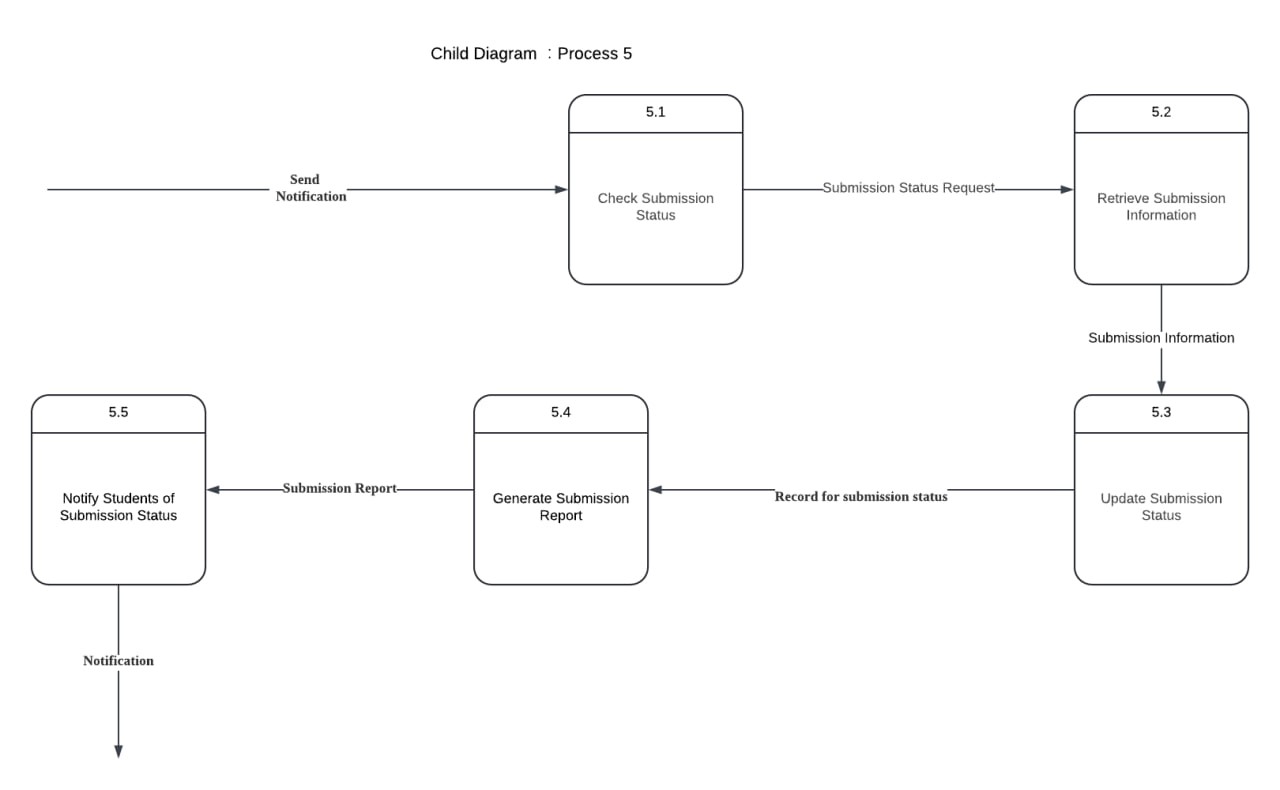 Child Diagram : Process 5
5.1
5.2
Send
Notification
Check Submission
Status
Submission Status Request
Retrieve Submission
Information
Submission Information
5.5
5.4
5.3
Notify Students of
Submission Status
Submission Report
Generate Submission
Report
Record for submission status
Update Submission
Status
Notification